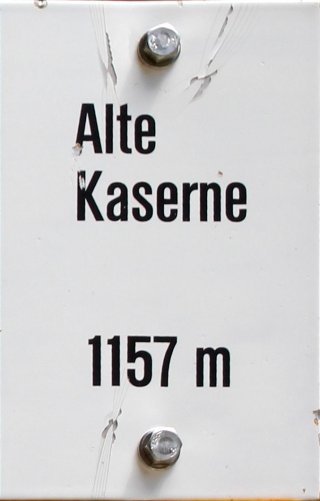 Alte
Kaserne
1157 m